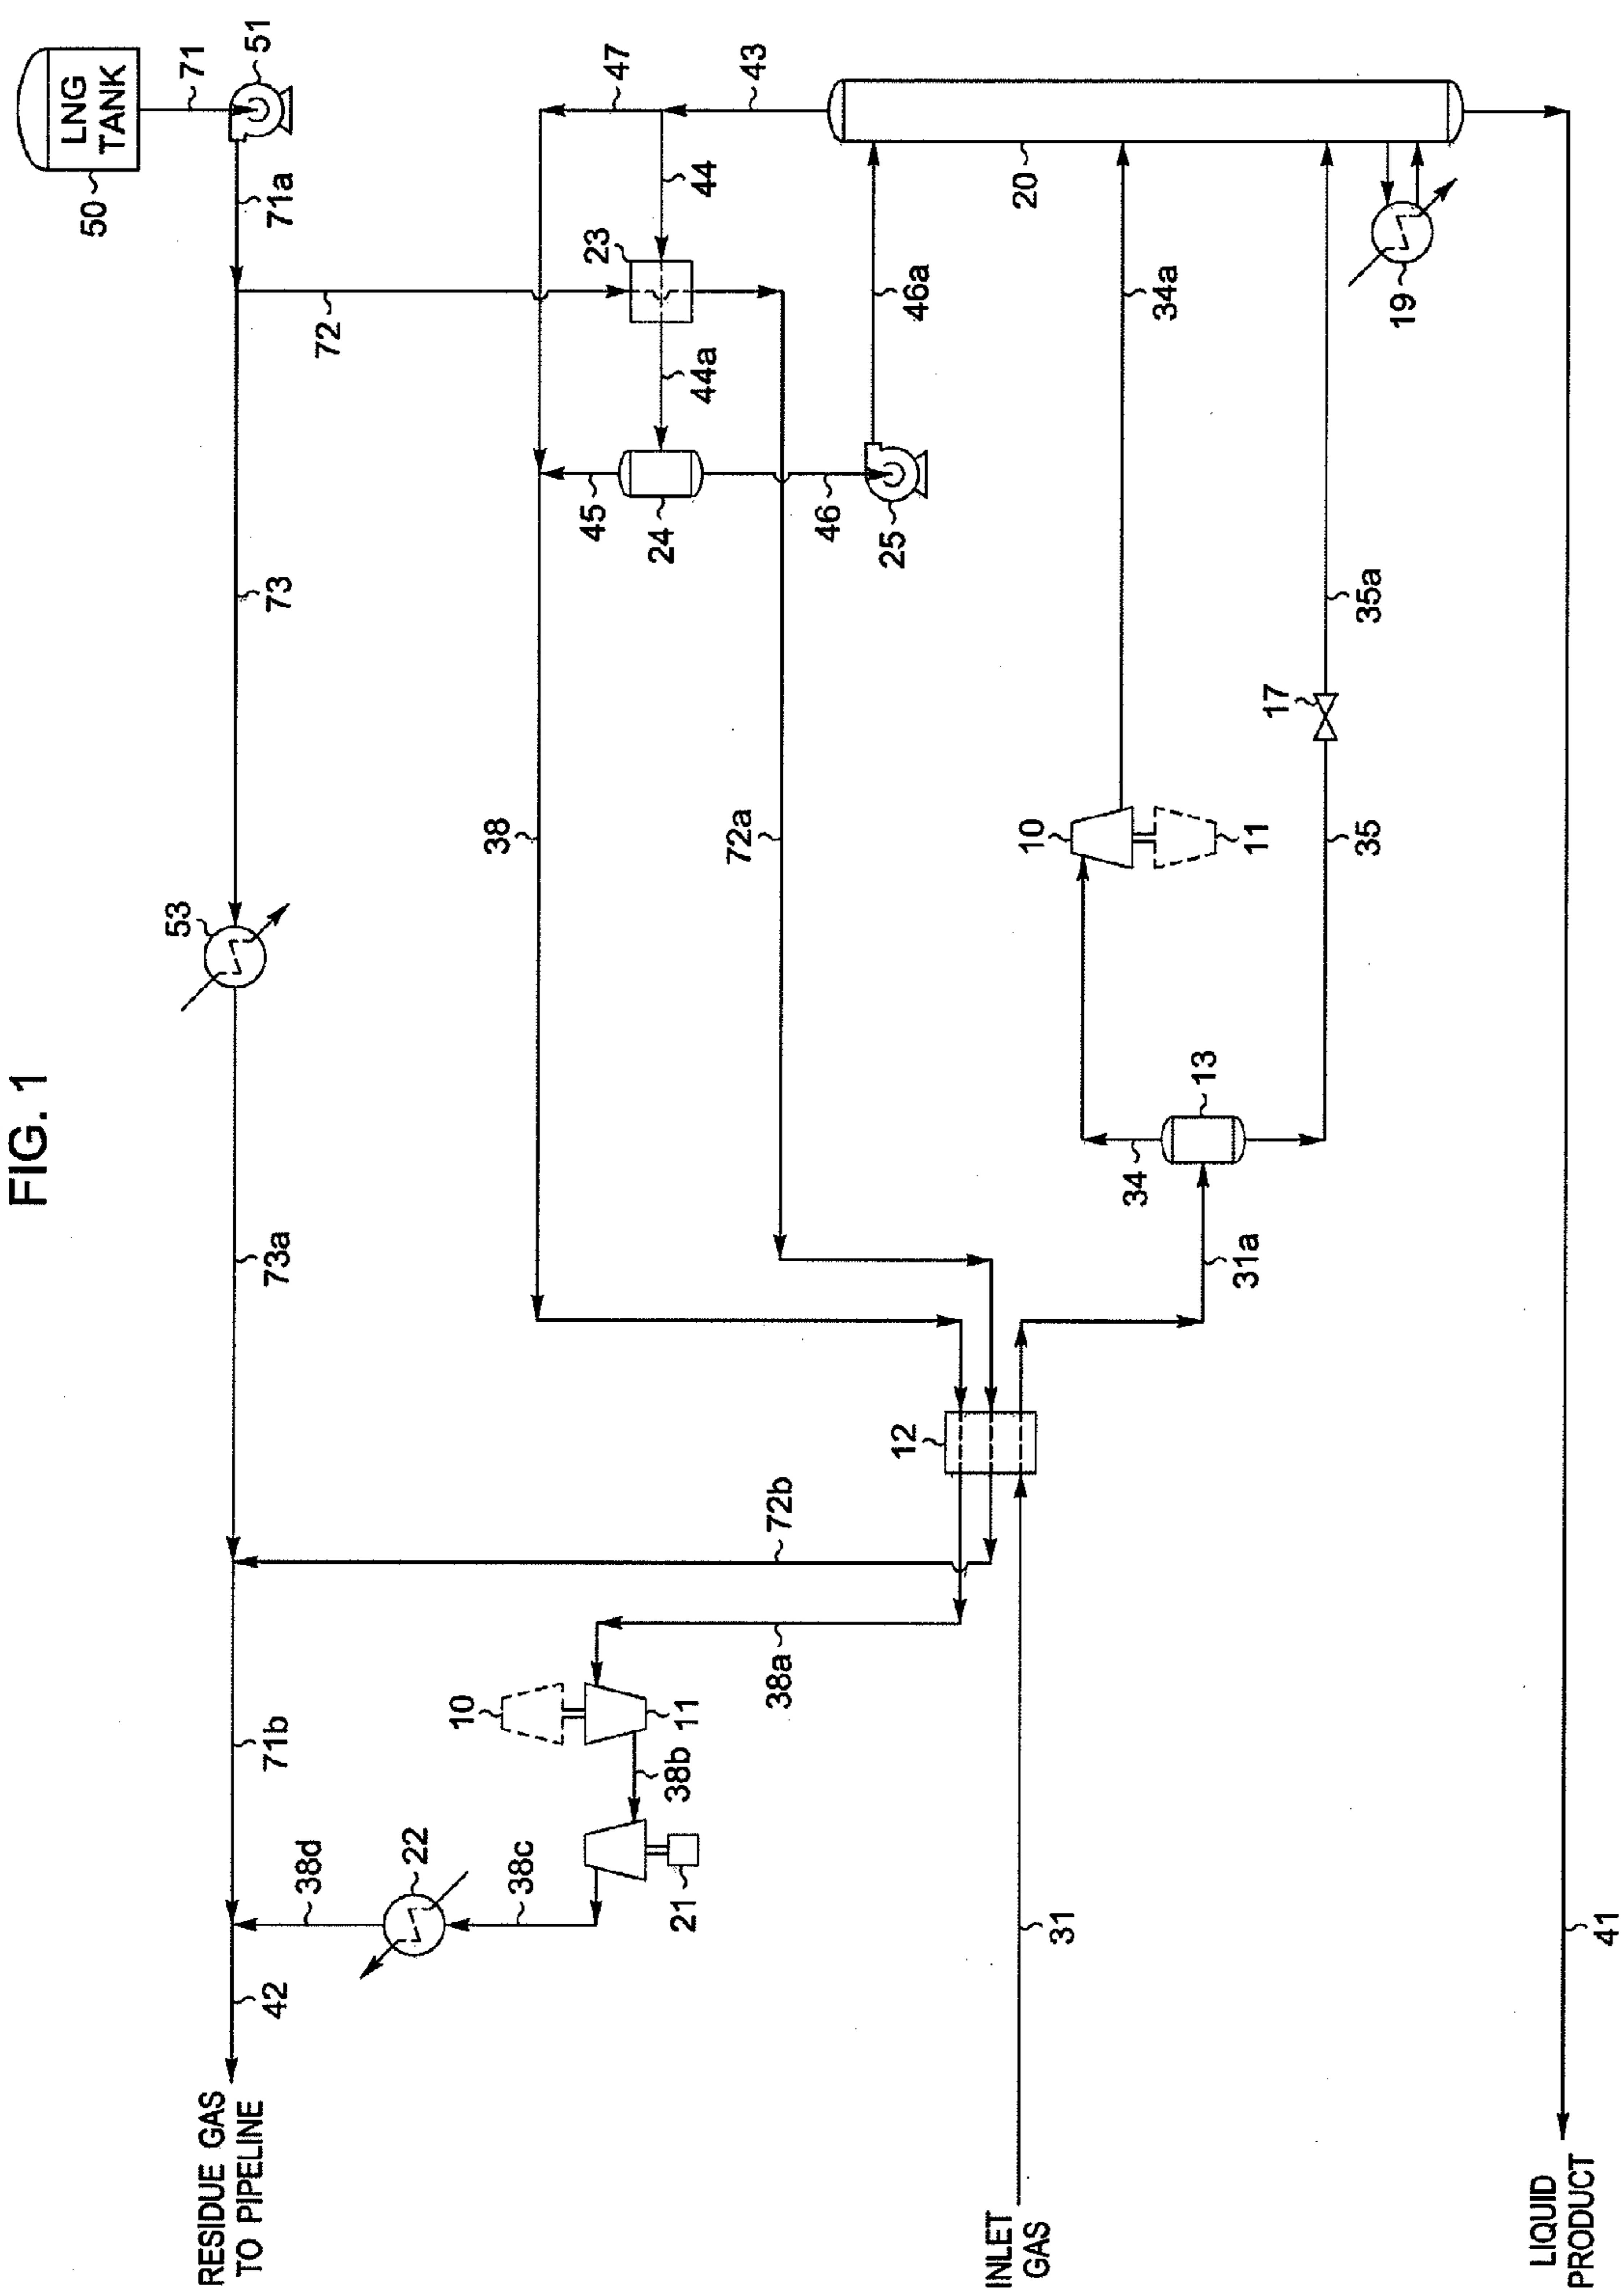 FIG. 1
LNG
TANK
50
71
51
71a
72
73
53
73a
71b
72b
42
RESIDUE GAS
TO PIPELINE
47
43
44
23
44a
45
24
46
25
46a
20
38
72a
34a
19
10
11
17
35a
35
13
34
31a
12
38a
10
11
38b
21
38c
22
38d
31
INLET
GAS
41
LIQUID
PRODUCT